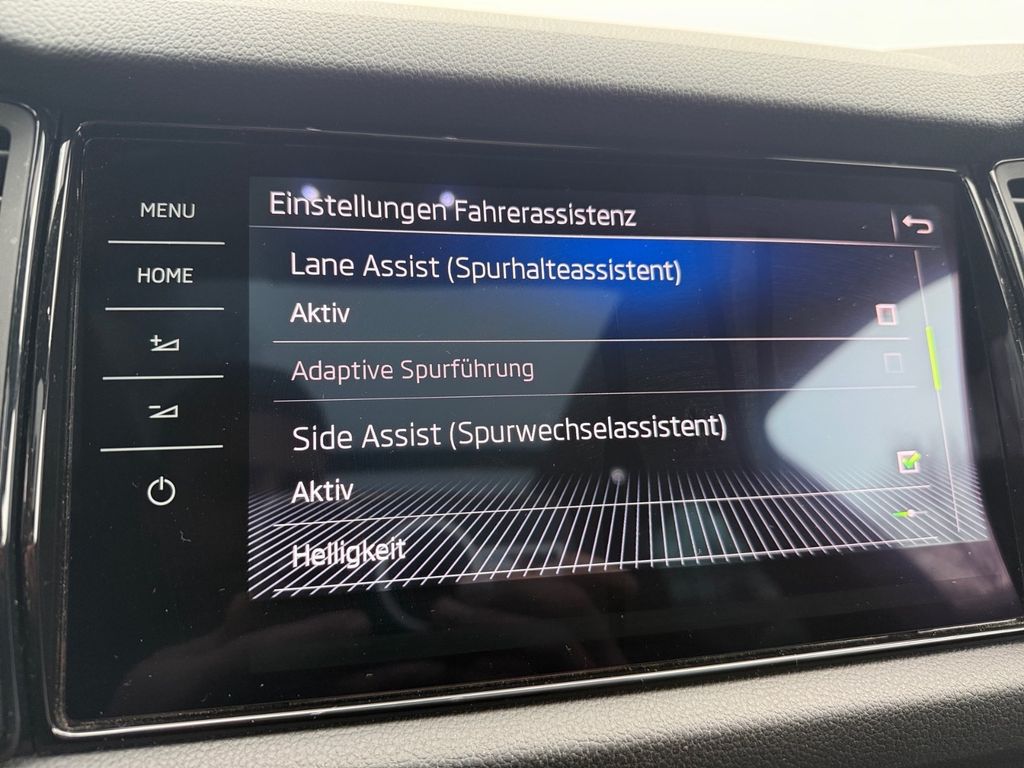 MENU
HOME
Einstellungen Fahrerassistenz
Lane Assist (Spurhalteassistent)
Aktiv
Adaptive Spurführung
Side Assist (Spurwechselassistent)
Aktiv
Helligkeit